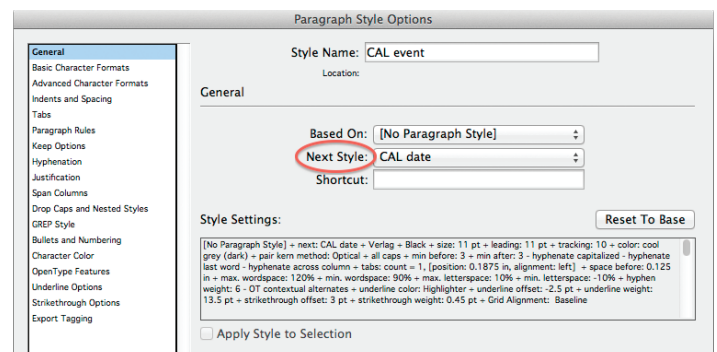 Paragraph Style Options
General
Basic Character Formats
Advanced Character Formats
Indents and Spacing
Tabs
Paragraph Rules
Keep Options
Hyphenation
Justification
Span Columns
Drop Caps and Nested Styles
GREP Style
Bullets and Numbering
Character Color
OpenType Features
Underline Options
Strikethrough Options
Export Tagging
Style Name: CAL event
Location:
General
Based On: [No Paragraph Style]
Next Style: CAL date
Shortcut:
Style Settings:
Reset To Base
[No Paragraph Style] + next: CAL date + Verlag + Black + size: 11 pt + leading: 11 pt + tracking: 10 + color: cool
grey (dark) + pair kern method: Optical + all caps + min before: 3 + min after: 3 - hyphenate capitalized - hyphenate
last word - hyphenate across column + tabs: count = 1, [position: 0.1875 in, alignment: left] + space before: 0.125
in + max. wordspace: 120% + min. wordspace: 90% + max. letterspace: 10% + min. letterspace: -10% + hyphen
weight: 6 - OT contextual alternates + underline color: Highlighter + underline offset: -2.5 pt + underline weight:
13.5 pt + strikethrough offset: 3 pt + strikethrough weight: 0.45 pt + Grid Alignment: Baseline
Apply Style to Selection